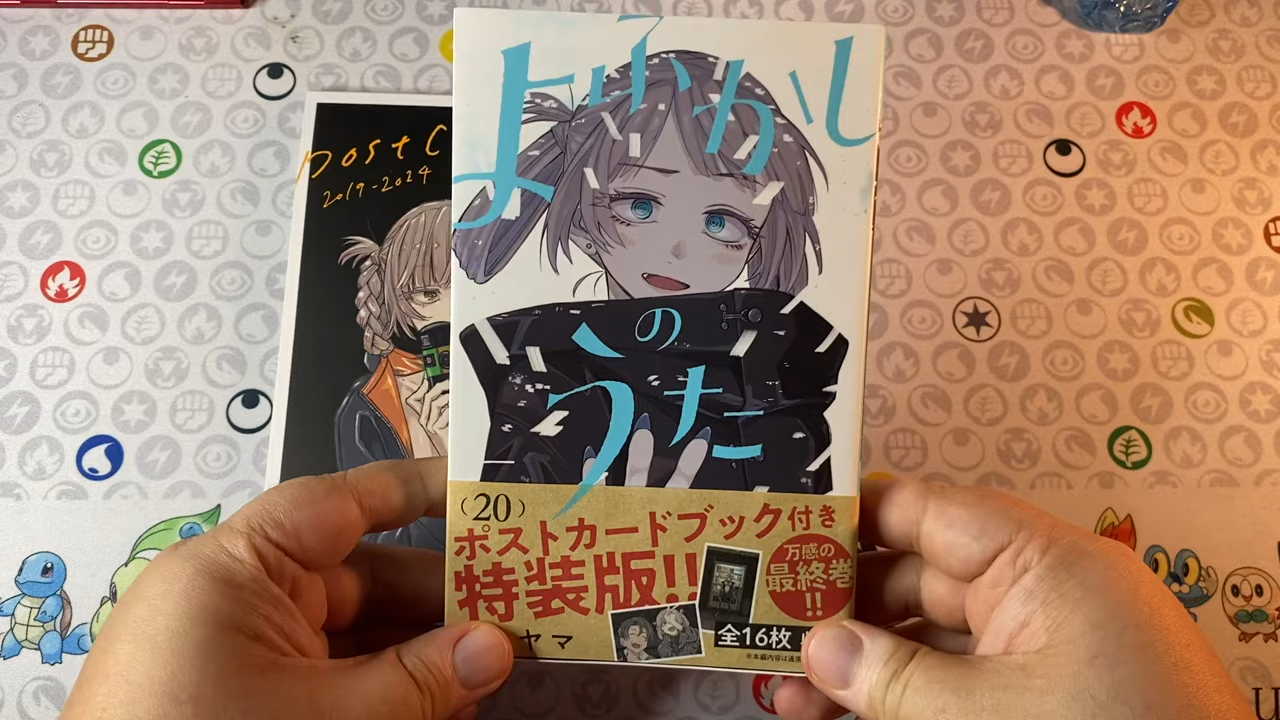 よふかし
のうた
(20)
ポストカードブック付き
特装版!!
万感の
最終巻
!!
ヤマ
全16枚
※本編内容は通常
Post C
2019-2024
U